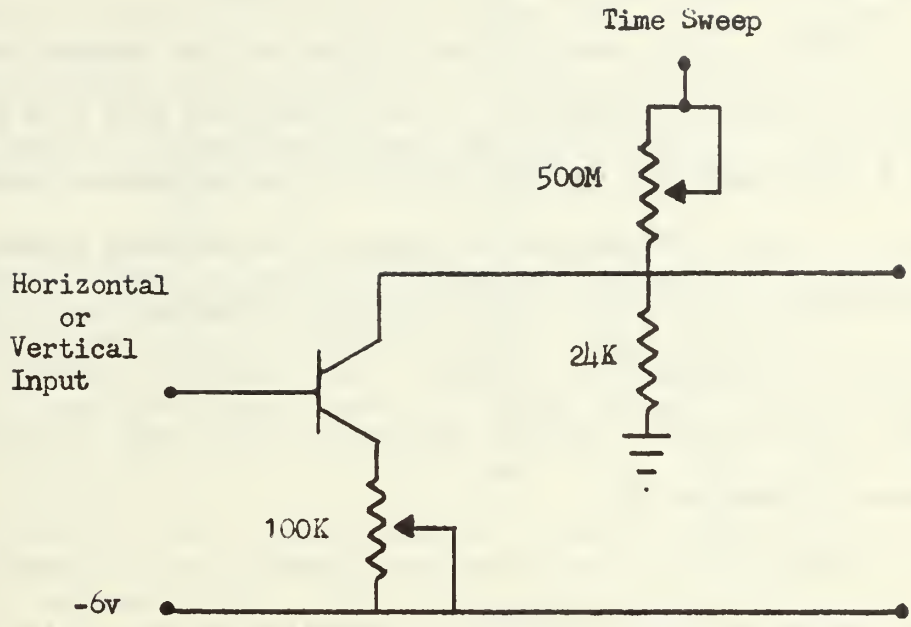 Time Sweep
500M
Horizontal
or
Vertical
Input
24K
100K
-6v